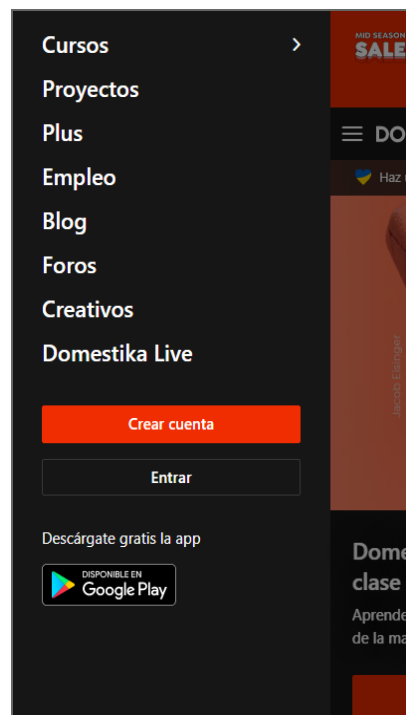 Cursos
Proyectos
Plus
Empleo
Blog
Foros
Creativos
Domestika Live
Crear cuenta
Entrar
Descárgate gratis la app
DISPONIBLE EN
Google Play
MID SEASON
SALE
DO
Haz
Jacob Eisinger
Dome
clase
Aprende
de la ma